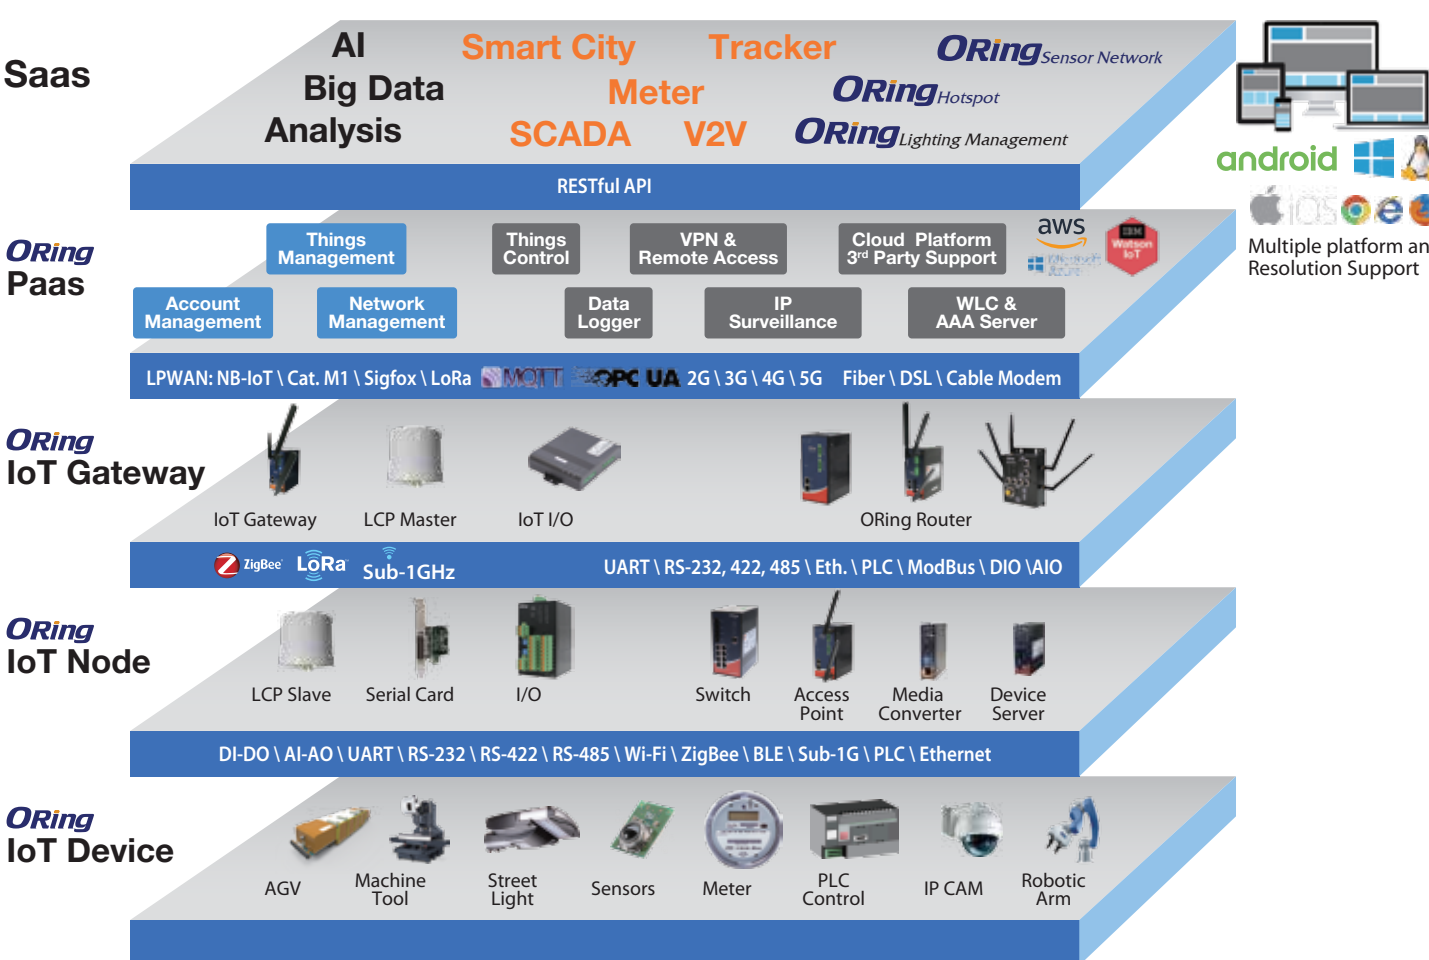 Saas
AI
Big Data
Analysis
Smart City
Tracker
Meter
SCADA
V2V
ORing Sensor Network
ORing Hotspot
ORing Lighting Management
RESTful API
android
iOS
Multiple platform an
Resolution Support
ORing
Paas
Things
Management
Things
Control
VPN &
Remote Access
Cloud Platform
3rd Party Support
aws
Microsoft
Azure
IBM
Watson
IoT
Account
Management
Network
Management
Data
Logger
IP
Surveillance
WLC &
AAA Server
LPWAN: NB-IoT \ Cat. M1 \ Sigfox \ LoRa
MQTT
OPC UA
2G \ 3G \ 4G \ 5G
Fiber \ DSL \ Cable Modem
ORing
IoT Gateway
IoT Gateway
LCP Master
IoT I/O
ORing Router
ZigBee
LoRa
Sub-1GHz
UART \ RS-232, 422, 485 \ Eth. \ PLC \ ModBus \ DIO \AIO
ORing
IoT Node
LCP Slave
Serial Card
I/O
Switch
Access
Point
Media
Converter
Device
Server
DI-DO \ AI-AO \ UART \ RS-232 \ RS-422 \ RS-485 \ Wi-Fi \ ZigBee \ BLE \ Sub-1G \ PLC \ Ethernet
ORing
IoT Device
AGV
Machine
Tool
Street
Light
Sensors
Meter
PLC
Control
IP CAM
Robotic
Arm